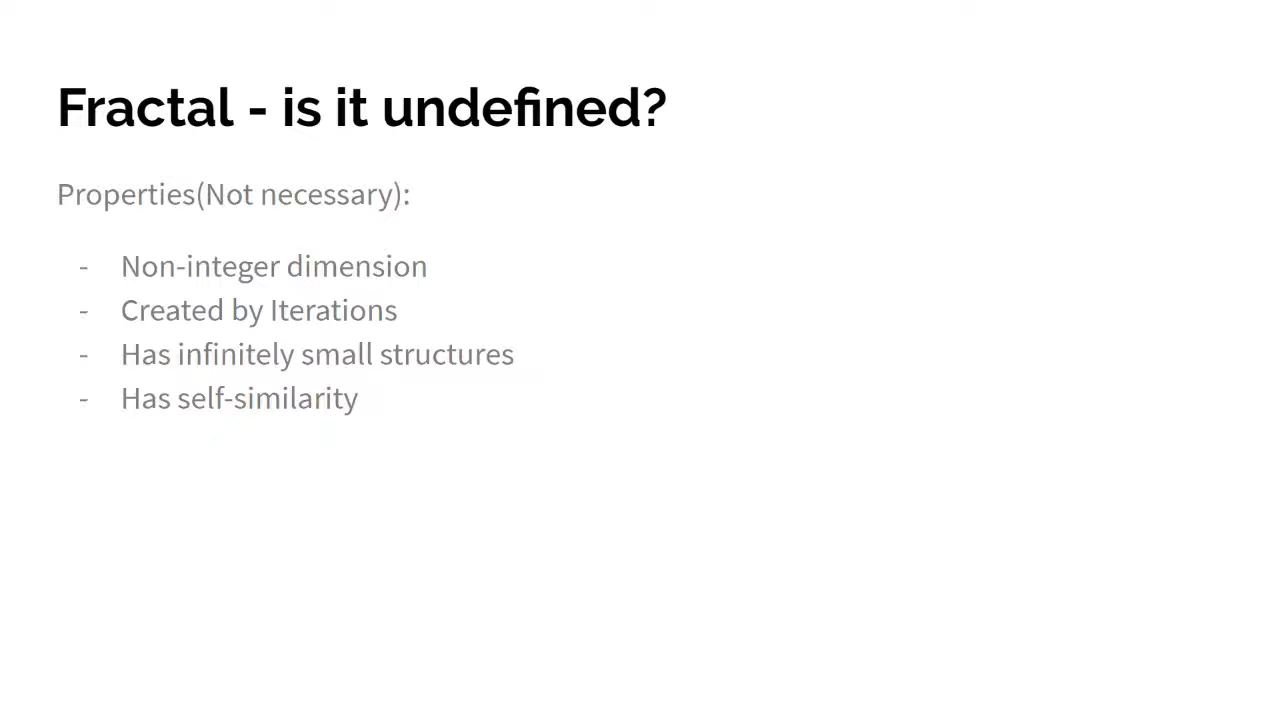 Fractal - is it undefined?
Properties(Not necessary):
- Non-integer dimension
- Created by Iterations
- Has infinitely small structures
- Has self-similarity